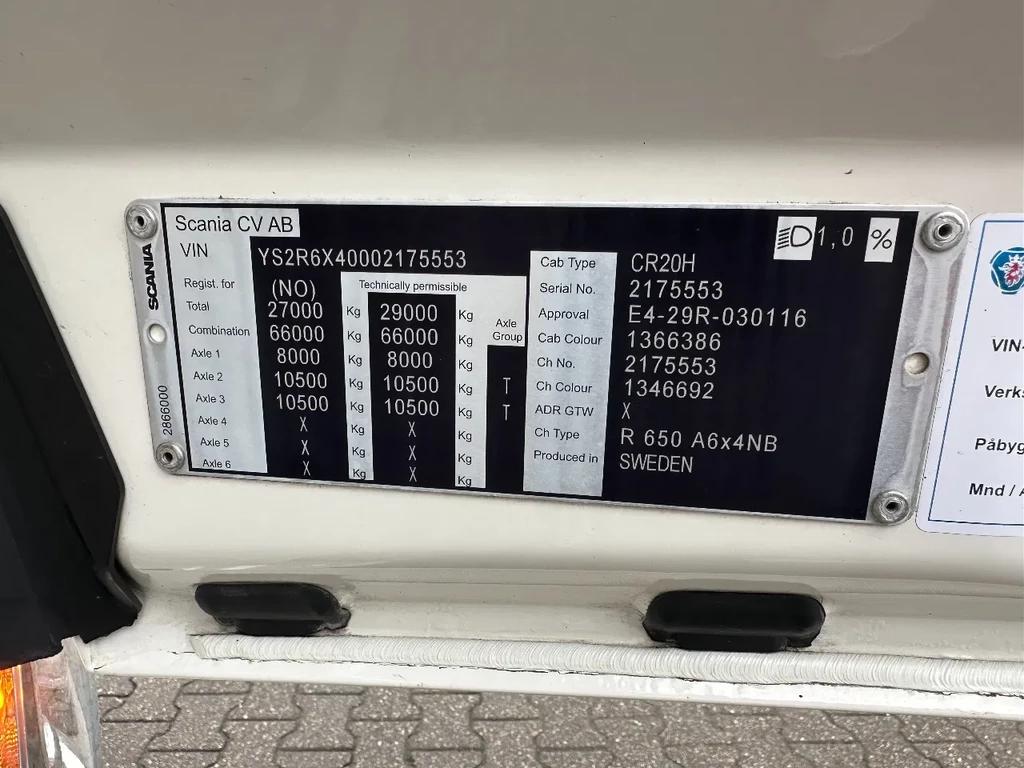 Scania CV AB
1,0 %
VIN YS2R6X40002175553
Regist. for (NO) Technically permissible
Total 27000 Kg 29000 Kg Axle Group
Combination 66000 Kg 66000 Kg
Axle 1 8000 Kg 8000 Kg
Axle 2 10500 Kg 10500 Kg T
Axle 3 10500 Kg 10500 Kg T
Axle 4 X Kg X Kg
Axle 5 X Kg X Kg
Axle 6 X Kg X Kg
Cab Type CR20H
Serial No. 2175553
Approval E4-29R-030116
Cab Colour 1366386
Ch No. 2175553
Ch Colour 1346692
ADR GTW X
Ch Type R 650 A6x4NB
Produced in SWEDEN
SCANIA
2866000
VIN-
Verks
Påbyg
Mnd / A